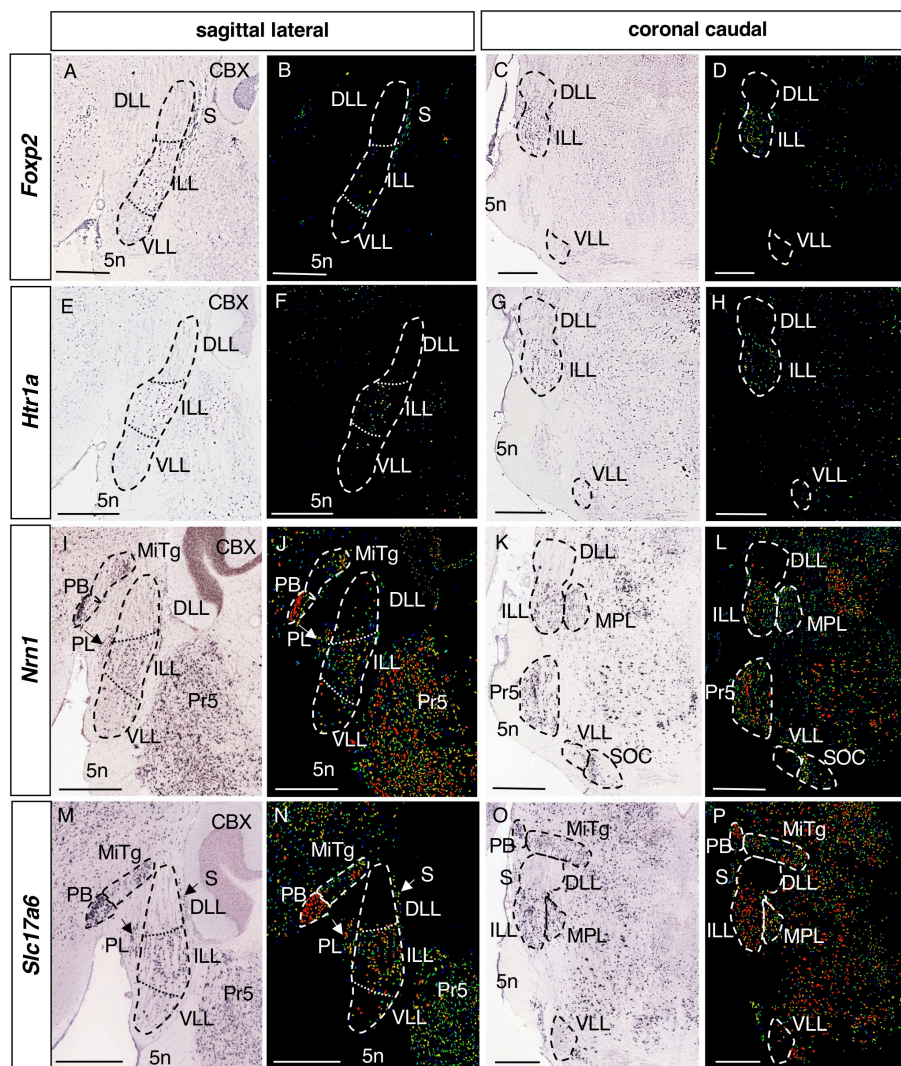 sagittal lateral
coronal caudal
Foxp2
A
CBX
DLL
S
ILL
VLL
5n
B
DLL
S
ILL
VLL
5n
C
DLL
ILL
5n
VLL
D
DLL
ILL
VLL
Htr1a
E
CBX
DLL
ILL
VLL
5n
F
DLL
ILL
VLL
5n
G
DLL
ILL
5n
VLL
H
DLL
ILL
VLL
Nrn1
I
MiTg
CBX
PB
DLL
PL
ILL
Pr5
VLL
5n
J
MiTg
PB
DLL
PL
ILL
Pr5
VLL
5n
K
DLL
ILL
MPL
Pr5
5n
VLL
SOC
L
DLL
ILL
MPL
Pr5
VLL
SOC
Slc17a6
M
CBX
MiTg
S
PB
DLL
PL
ILL
Pr5
VLL
5n
N
MiTg
S
PB
DLL
PL
ILL
Pr5
VLL
5n
O
MiTg
PB
S
DLL
ILL
MPL
5n
VLL
P
MiTg
PB
S
DLL
ILL
MPL
VLL